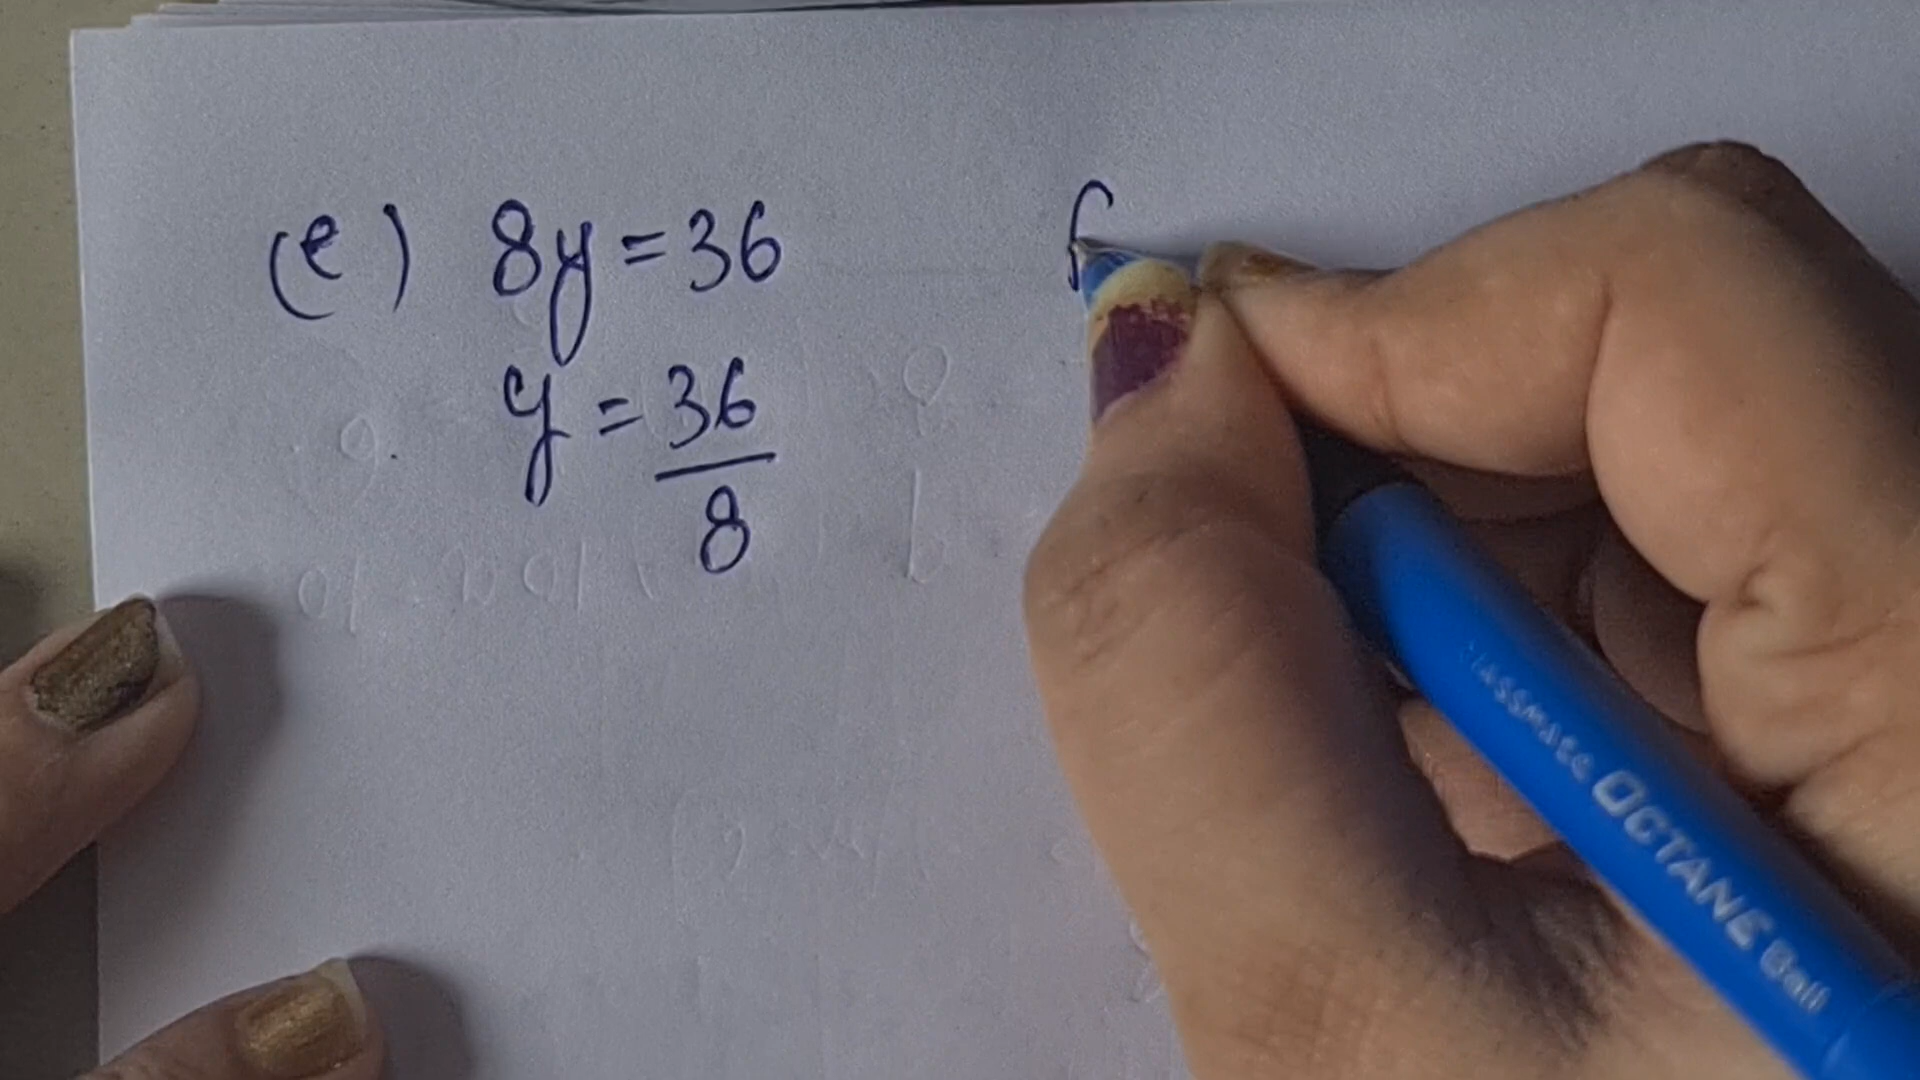 (e) 8y = 36
y = 36
8
f
classmate OCTANE Ball